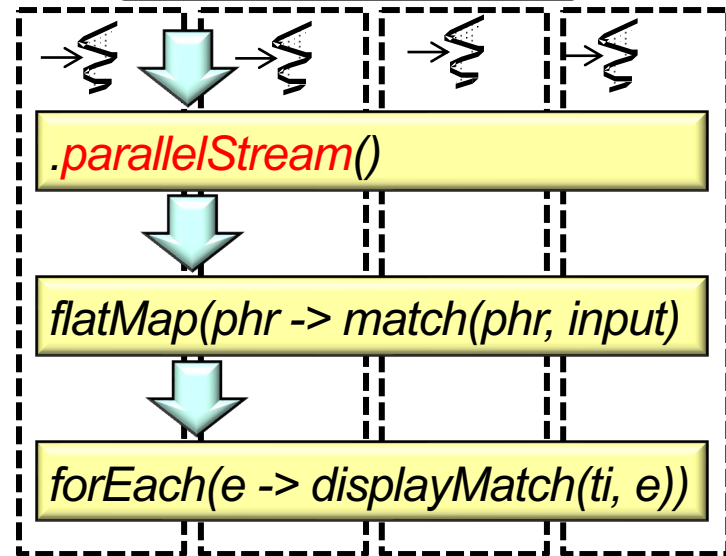 .parallelStream()
flatMap(phr -> match(phr, input)
forEach(e -> displayMatch(ti, e))